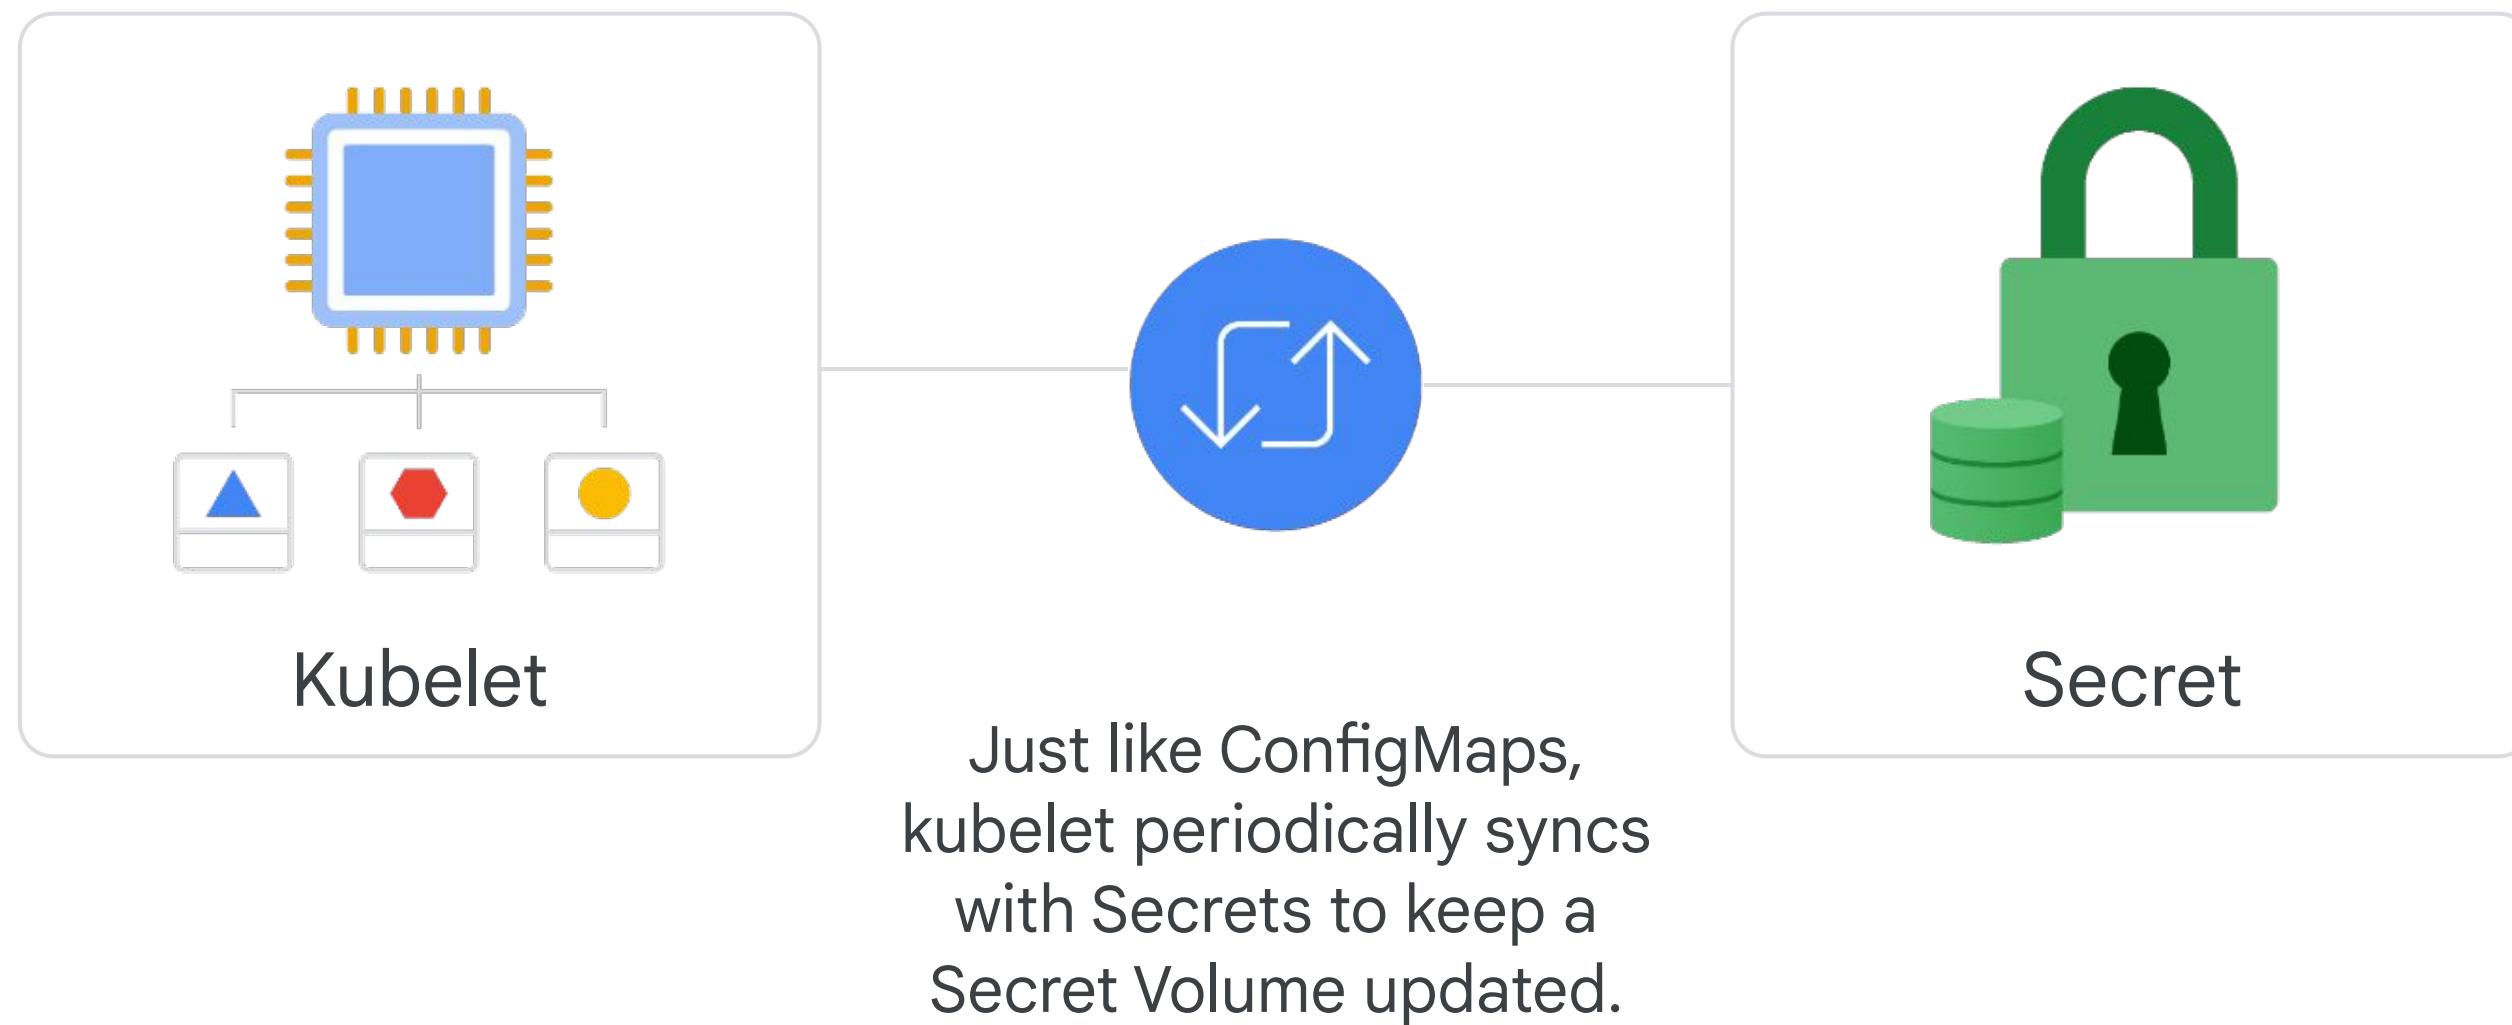 Kubelet
Secret
Just like ConfigMaps,
kubelet periodically syncs
with Secrets to keep a
Secret Volume updated.